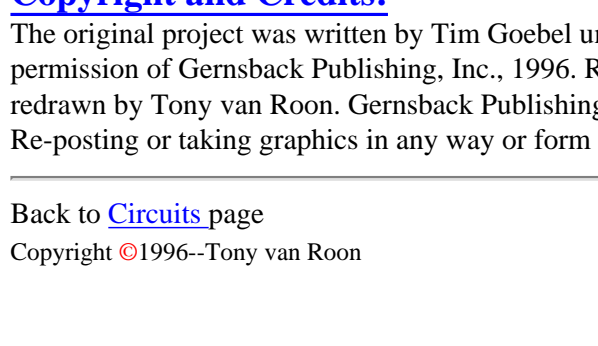 Copyright and Credits:
The original project was written by Tim Goebel
permission of Gernsback Publishing, Inc., 1996.
redrawn by Tony van Roon. Gernsback Publishing
Re-posting or taking graphics in any way or form
Back to Circuits page
Copyright ©1996--Tony van Roon